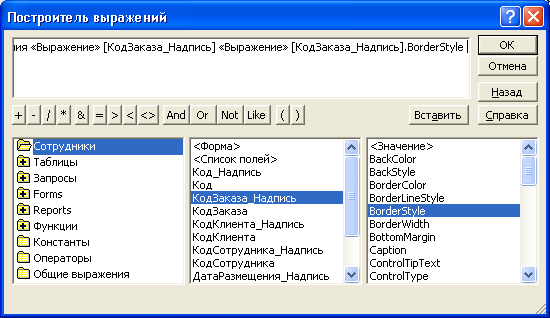 Построитель выражений
ия «Выражение» [КодЗаказа_Надпись] «Выражение» [КодЗаказа_Надпись].BorderStyle
OK
Отмена
Назад
Справка
+ - / * & = > < <> And Or Not Like ( ) Вставить
Сотрудники
Таблицы
Запросы
Forms
Reports
Функции
Константы
Операторы
Общие выражения
<Форма>
<Список полей>
Код_Надпись
Код
КодЗаказа_Надпись
КодЗаказа
КодКлиента_Надпись
КодКлиента
КодСотрудника_Надпись
КодСотрудника
ДатаРазмещения_Надпись
<Значение>
BackColor
BackStyle
BorderColor
BorderLineStyle
BorderStyle
BorderWidth
BottomMargin
Caption
ControlTipText
ControlType